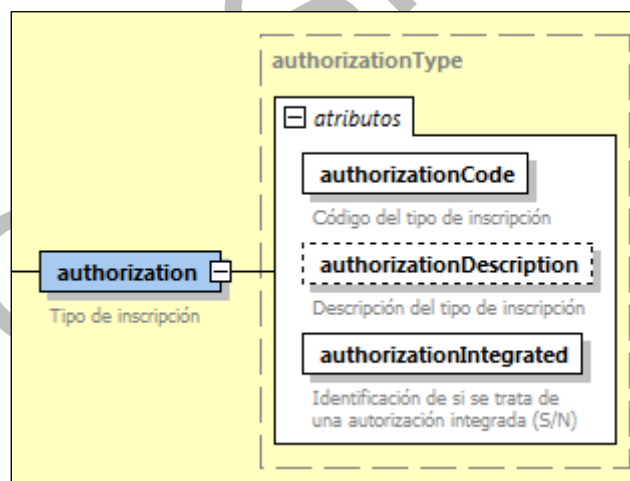 authorizationType
atributos
authorizationCode
Código del tipo de inscripción
authorization
Tipo de inscripción
authorizationDescription
Descripción del tipo de inscripción
authorizationIntegrated
Identificación de si se trata de
una autorización integrada (S/N)